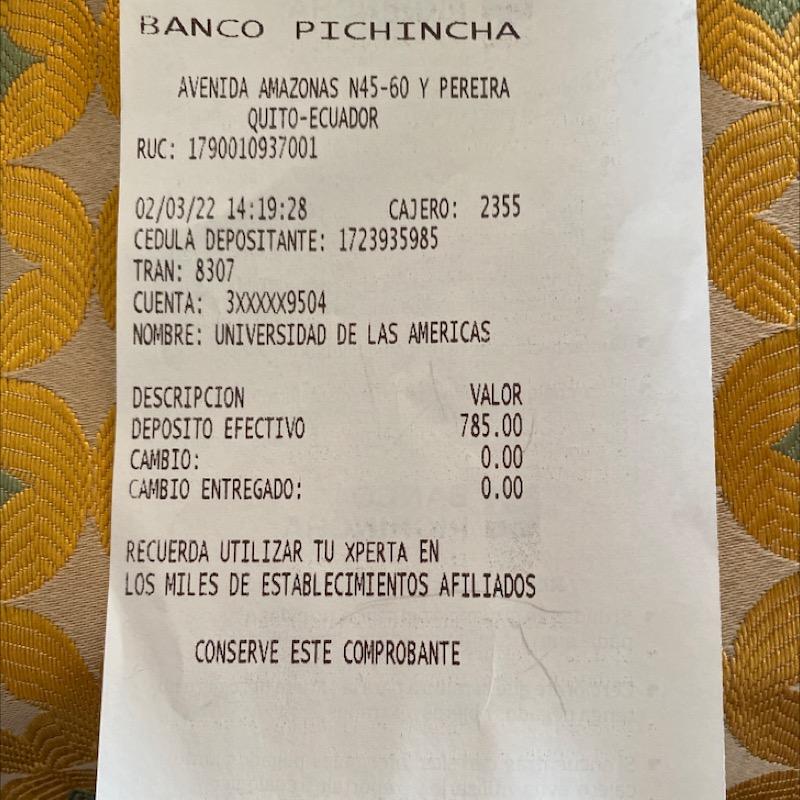 BANCO PICHINCHA
AVENIDA AMAZONAS N45-60 Y PEREIRA
QUITO-ECUADOR
RUC: 1790010937001
02/03/22 14:19:28 CAJERO: 2355
CEDULA DEPOSITANTE: 1723935985
TRAN: 8307
CUENTA: 3XXXXX9504
NOMBRE: UNIVERSIDAD DE LAS AMERICAS
DESCRIPCION VALOR
DEPOSITO EFECTIVO 785.00
CAMBIO: 0.00
CAMBIO ENTREGADO: 0.00
RECUERDA UTILIZAR TU XPERTA EN
LOS MILES DE ESTABLECIMIENTOS AFILIADOS
CONSERVE ESTE COMPROBANTE